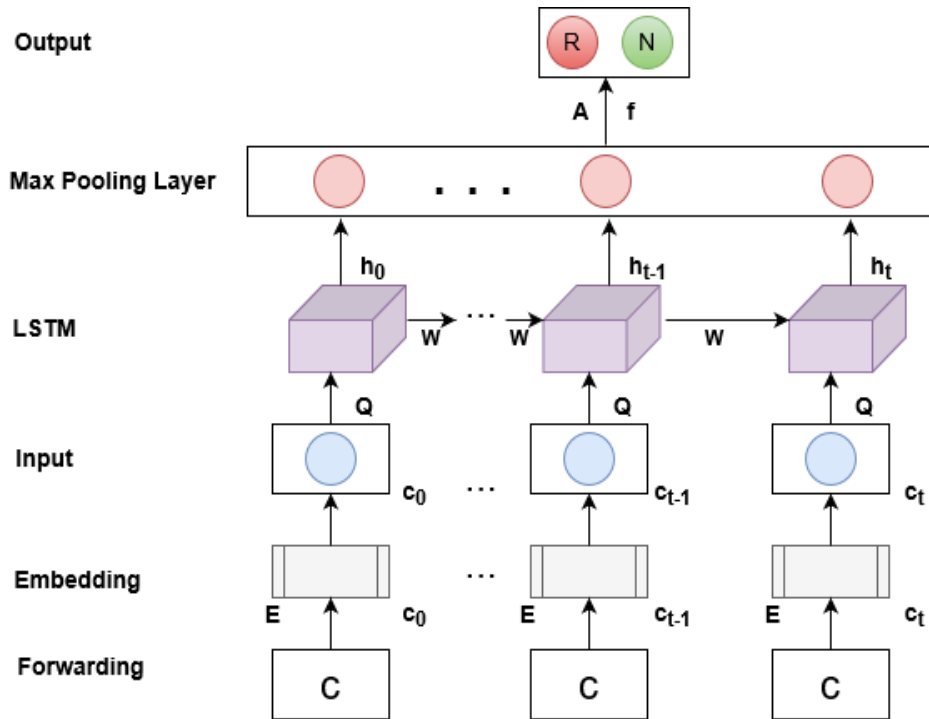 Output
R N
A f
Max Pooling Layer
. . .
h0 ht-1 ht
LSTM
...
W W W
Q Q Q
Input
c0 ... ct-1 ct
Embedding
...
E c0 E ct-1 E ct
Forwarding
C C C